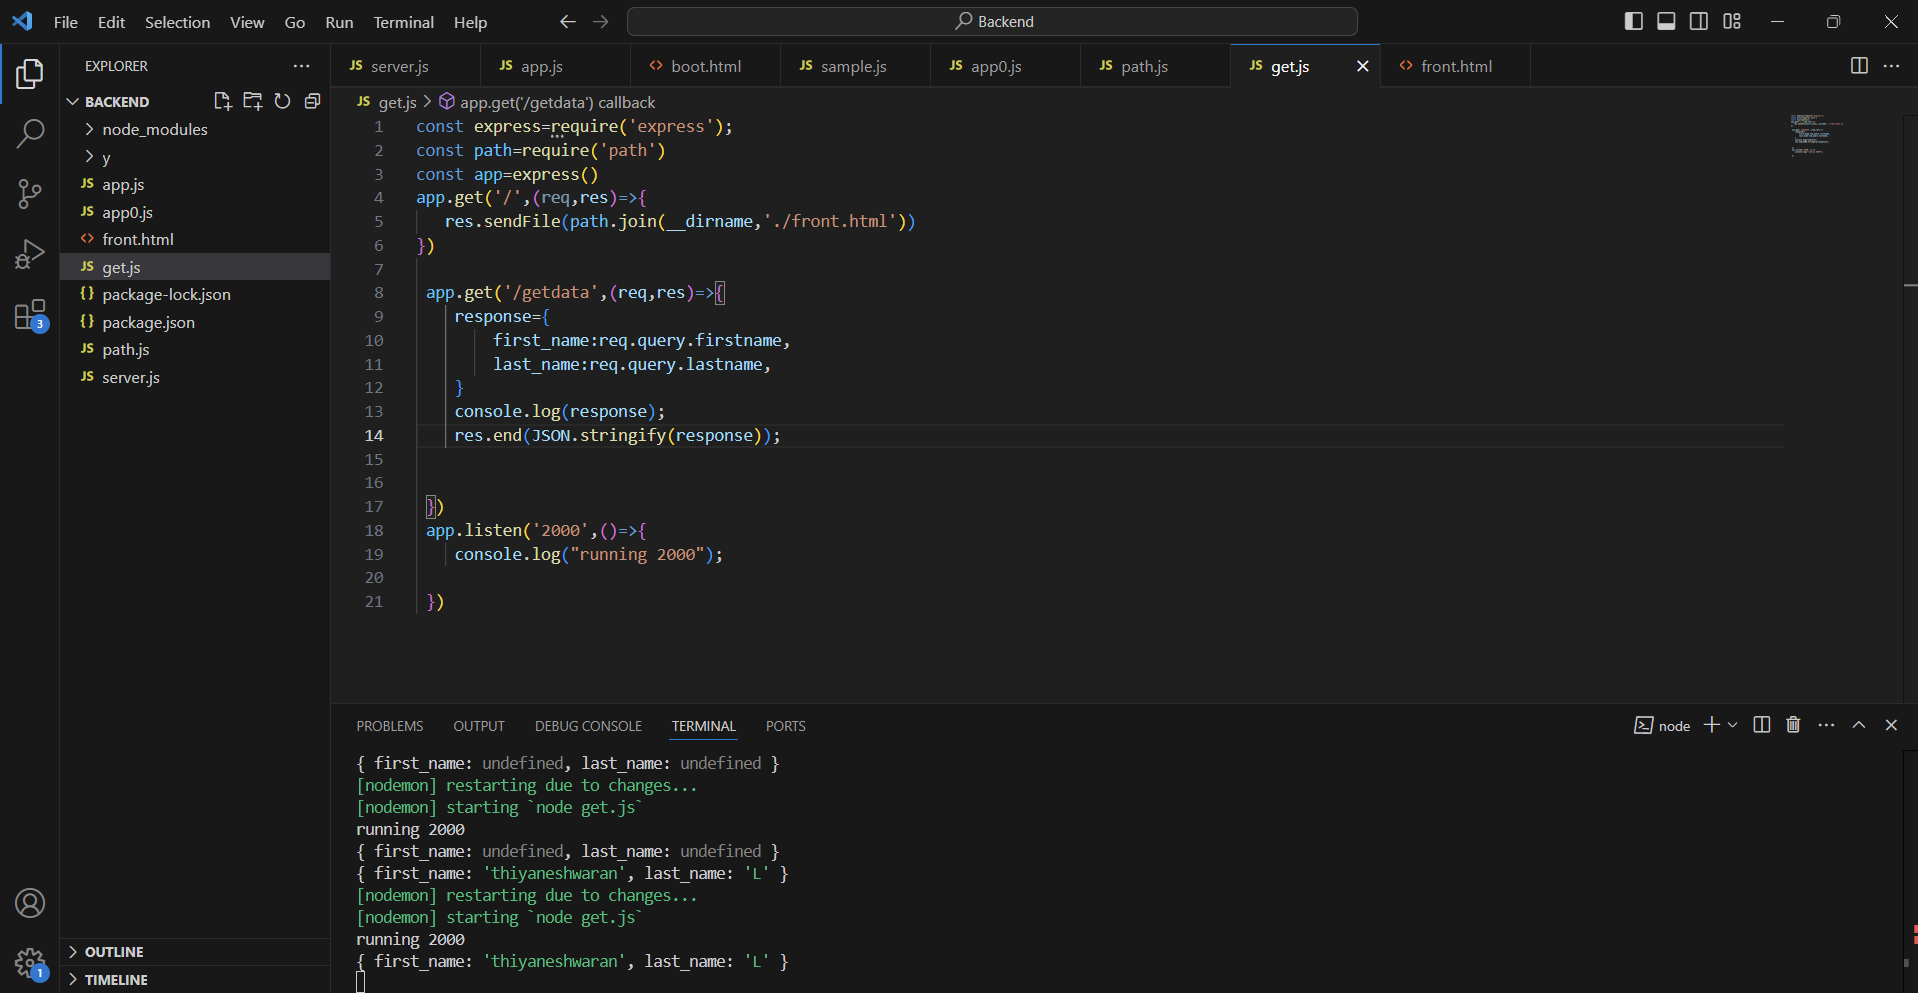 File Edit Selection View Go Run Terminal Help Backend
EXPLORER
BACKEND
node_modules
y
JS app.js
JS app0.js
<> front.html
JS get.js
{} package-lock.json
{} package.json
JS path.js
JS server.js
OUTLINE
TIMELINE
3
1
JS server.js JS app.js <> boot.html JS sample.js JS app0.js JS path.js JS get.js <> front.html
JS get.js > app.get('/getdata') callback
1 const express=require('express');
2 const path=require('path')
3 const app=express()
4 app.get('/',(req,res)=>{
5 res.sendFile(path.join(__dirname,'./front.html'))
6 })
7
8 app.get('/getdata',(req,res)=>{
9 response={
10 first_name:req.query.firstname,
11 last_name:req.query.lastname,
12 }
13 console.log(response);
14 res.end(JSON.stringify(response));
15
16
17 })
18 app.listen('2000',()=>{
19 console.log("running 2000");
20
21 })
PROBLEMS OUTPUT DEBUG CONSOLE TERMINAL PORTS node
{ first_name: undefined, last_name: undefined }
[nodemon] restarting due to changes...
[nodemon] starting `node get.js`
running 2000
{ first_name: undefined, last_name: undefined }
{ first_name: 'thiyaneshwaran', last_name: 'L' }
[nodemon] restarting due to changes...
[nodemon] starting `node get.js`
running 2000
{ first_name: 'thiyaneshwaran', last_name: 'L' }